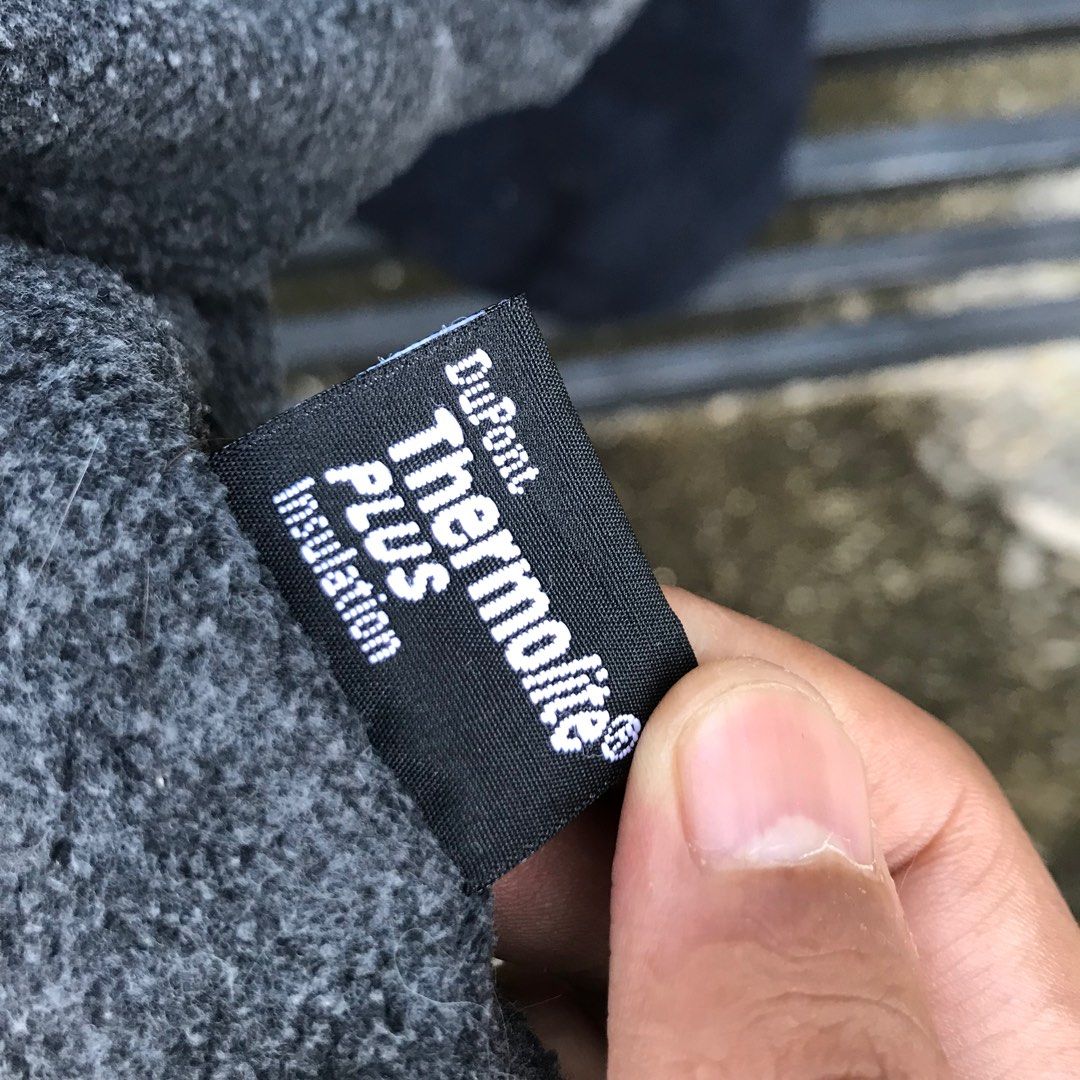 DuPont
Thermolite®
PLUS
Insulation